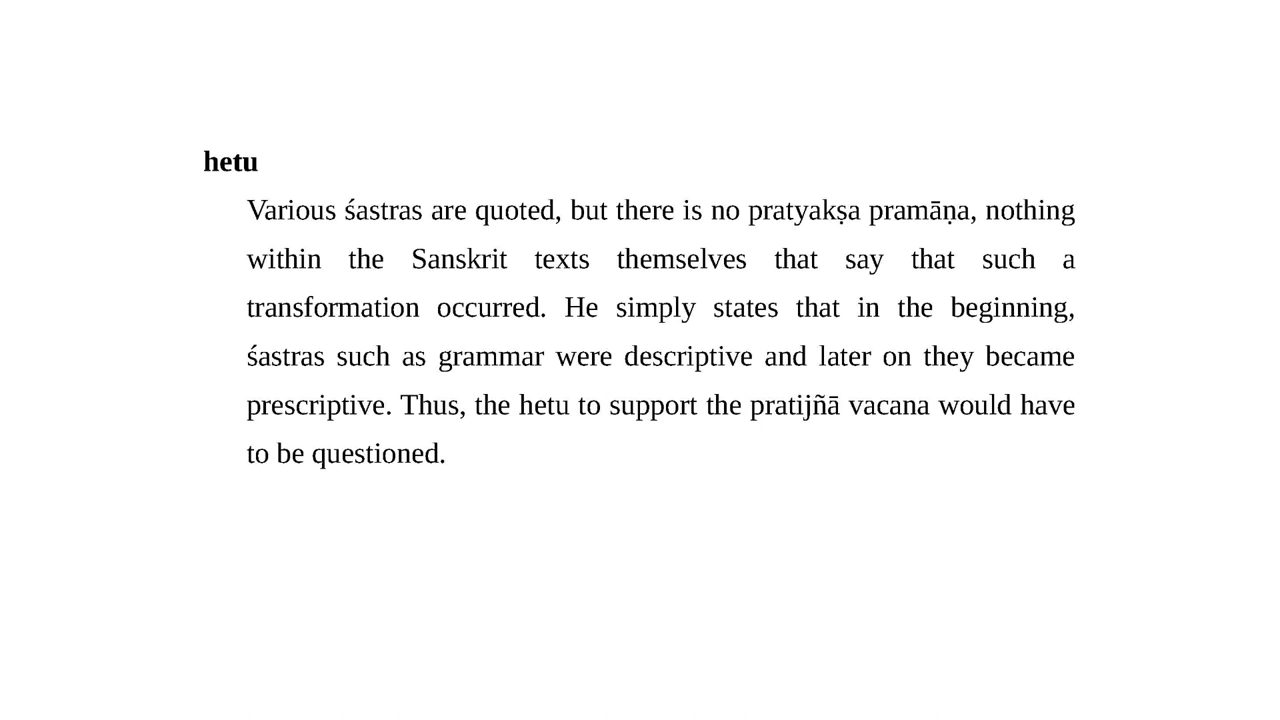 hetu
Various śastras are quoted, but there is no pratyakṣa pramāṇa, nothing
within the Sanskrit texts themselves that say that such a
transformation occurred. He simply states that in the beginning,
śastras such as grammar were descriptive and later on they became
prescriptive. Thus, the hetu to support the pratijñā vacana would have
to be questioned.